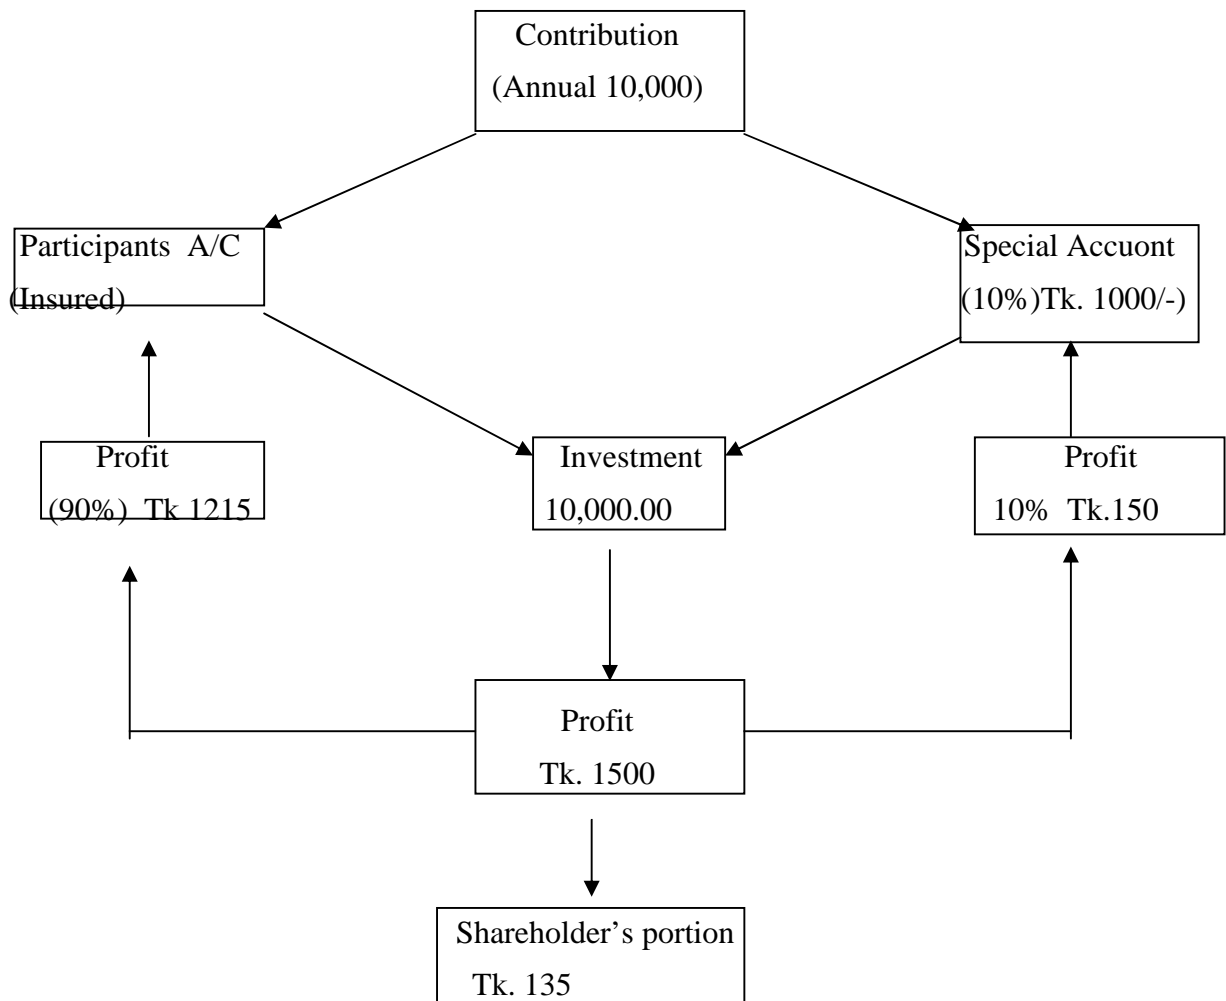 Contribution
(Annual 10,000)
Participants A/C
(Insured)
Special Accuont
(10%)Tk. 1000/-)
Profit
(90%) Tk 1215
Investment
10,000.00
Profit
10% Tk.150
Profit
Tk. 1500
Shareholder’s portion
Tk. 135